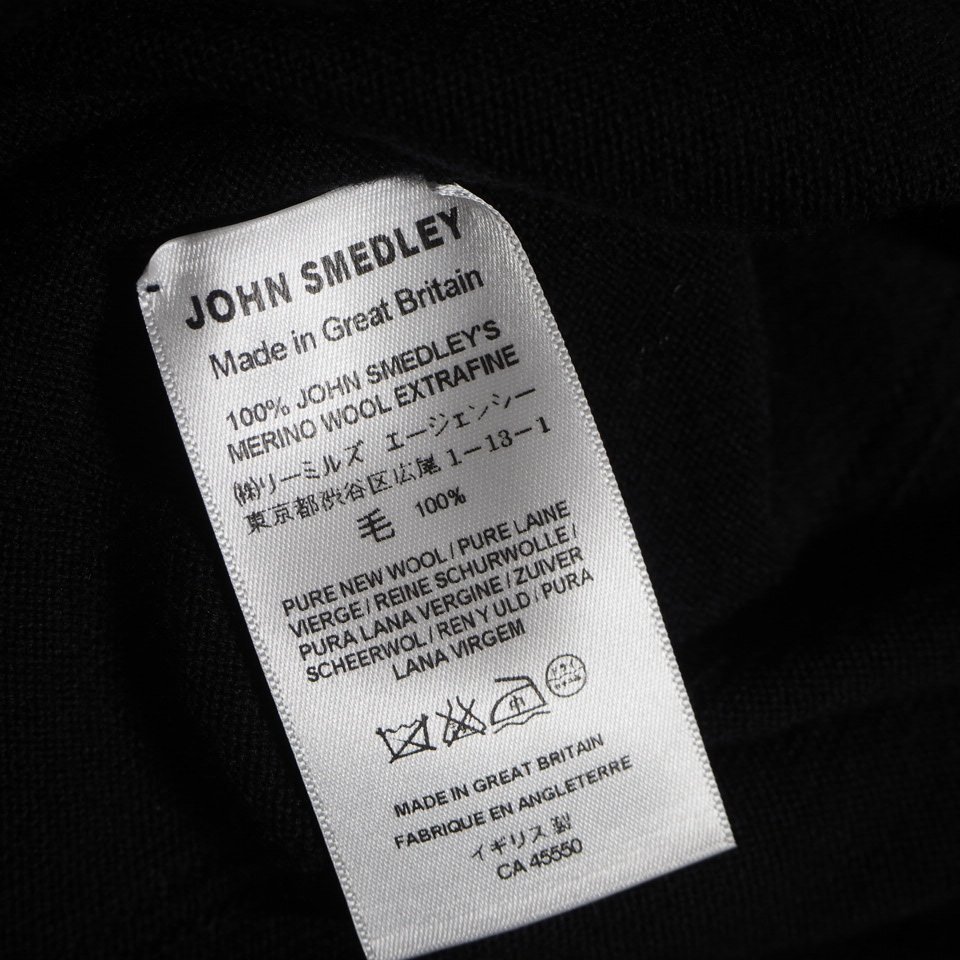 JOHN SMEDLEY
Made in Great Britain
100% JOHN SMEDLEY'S
MERINO WOOL EXTRAFINE
㈱リーミルズ エージェンシー
東京都渋谷区広尾1-13-1
毛 100%
PURE NEW WOOL / PURE LAINE
VIERGE / REINE SCHURWOLLE /
PURA LANA VERGINE / ZUIVER
SCHEERWOL / REN Y ULD / PURA
LANA VIRGEM
中
MADE IN GREAT BRITAIN
FABRIQUE EN ANGLETERRE
イギリス製
CA 45550